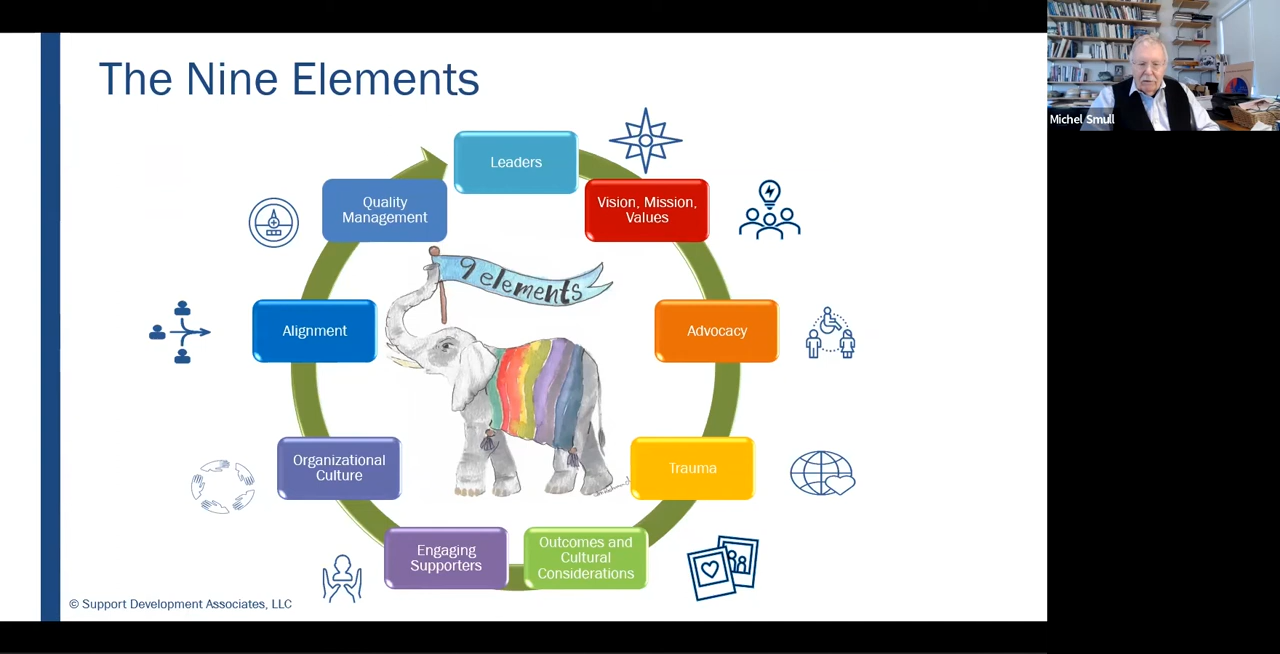 The Nine Elements
Michel Smull
Leaders
Vision, Mission,
Values
Advocacy
Trauma
Outcomes and
Cultural
Considerations
Engaging
Supporters
Organizational
Culture
Alignment
Quality
Management
9 elements
© Support Development Associates, LLC